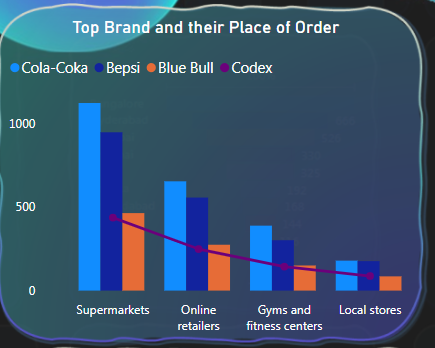 Top Brand and their Place of Order
Cola-Coka Bepsi Blue Bull Codex
1000
500
0
Supermarkets
Online
retailers
Gyms and
fitness centers
Local stores